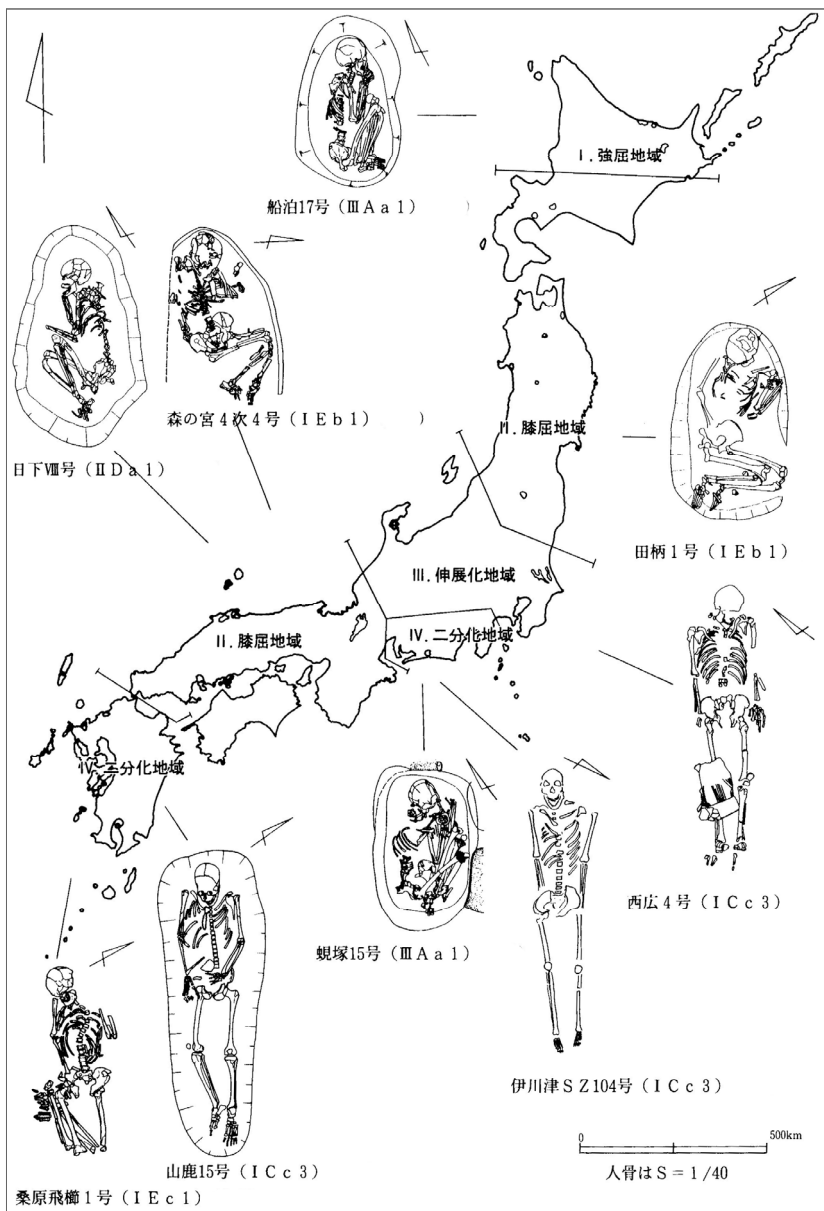 I．強屈地域
船泊17号（ⅢＡａ１）
森の宮4次4号（ＩＥｂ１）
日下Ⅷ号（ⅡＤａ１）
Ⅱ．膝屈地域
田柄1号（ＩＥｂ１）
Ⅲ．伸展化地域
Ⅳ．二分化地域
Ⅱ．膝屈地域
Ⅳ．二分化地域
西広4号（ＩＣｃ３）
蜆塚15号（ⅢＡａ１）
伊川津ＳＺ104号（ＩＣｃ３）
山鹿15号（ＩＣｃ３）
桑原飛櫛1号（ＩＥｃ１）
0 500km
人骨はＳ＝1/40